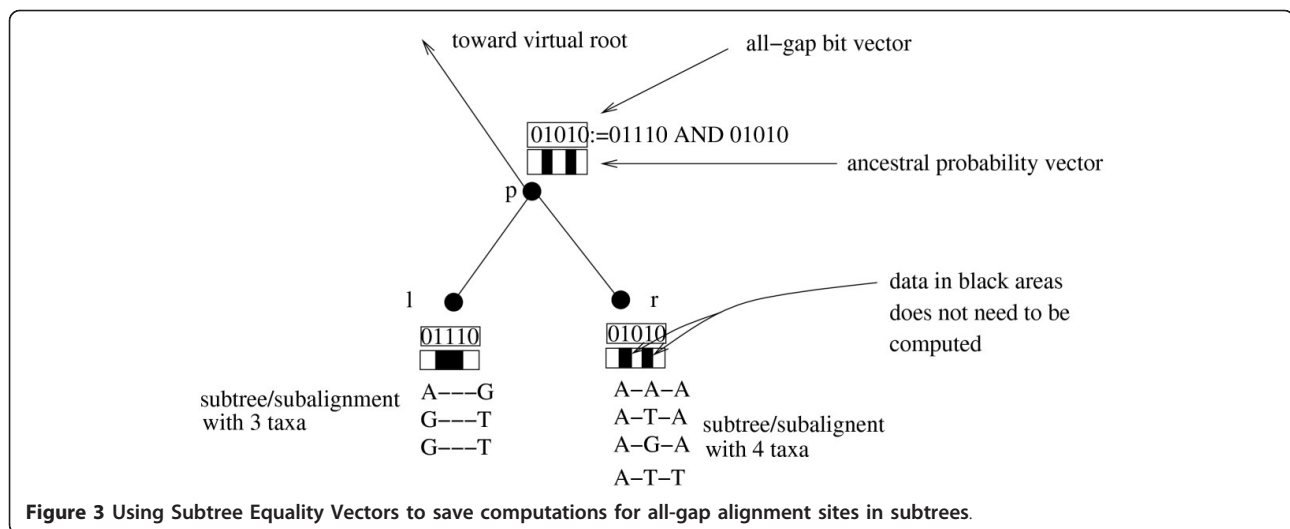 toward virtual root
all−gap bit vector
01010:=01110 AND 01010
ancestral probability vector
p
l
r
data in black areas
does not need to be
computed
01110
01010
subtree/subalignment
with 3 taxa
A−−−G
G−−−T
G−−−T
A−A−A
A−T−A
A−G−A
A−T−T
subtree/subalignent
with 4 taxa
Figure 3 Using Subtree Equality Vectors to save computations for all-gap alignment sites in subtrees.